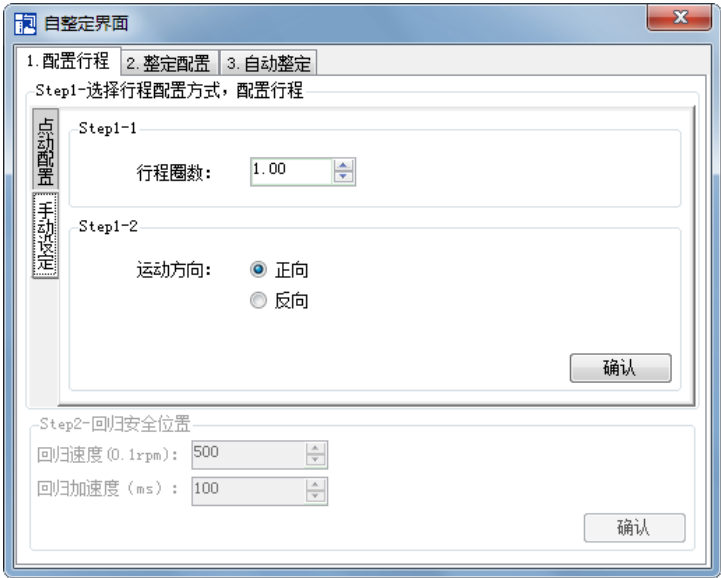 自整定界面
1.配置行程 2.整定配置 3.自动整定
Step1-选择行程配置方式，配置行程
点动配置
手动设定
Step1-1
行程圈数： 1.00
Step1-2
运动方向： 正向
反向
确认
Step2-回归安全位置
回归速度(0.1rpm)： 500
回归加速度（ms）： 100
确认